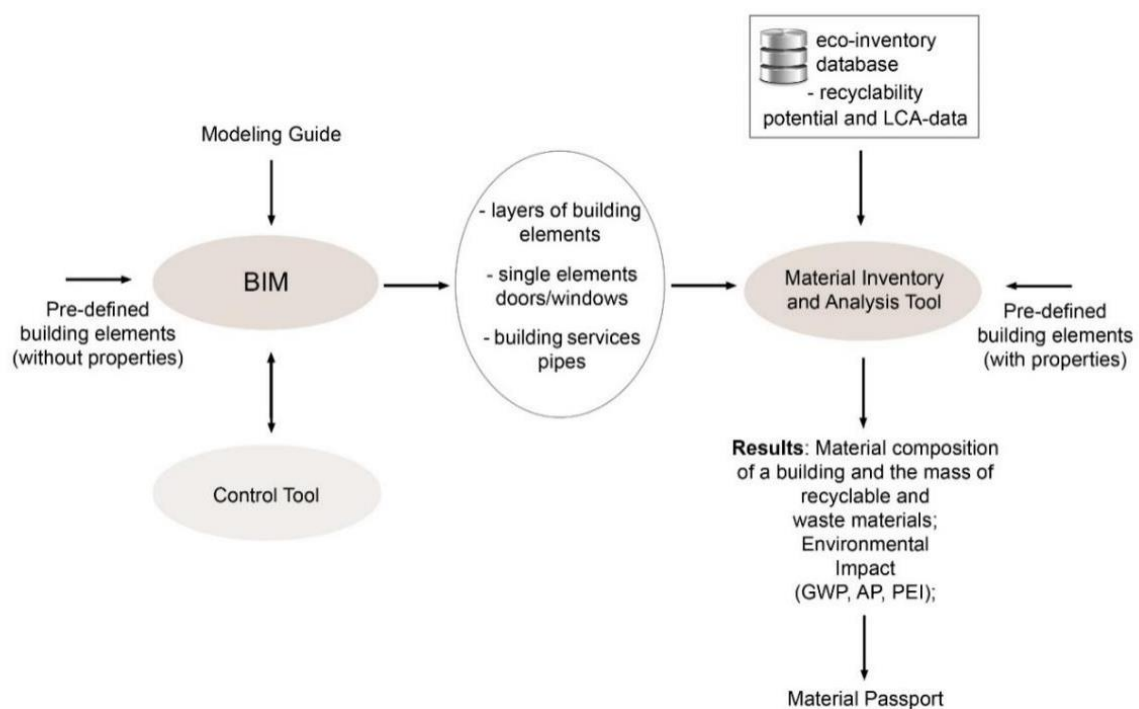 eco-inventory
database
- recyclability
potential and LCA-data
Modeling Guide
BIM
Pre-defined
building elements
(without properties)
Control Tool
- layers of building
elements
- single elements
doors/windows
- building services
pipes
Material Inventory
and Analysis Tool
Pre-defined
building elements
(with properties)
Results: Material composition
of a building and the mass of
recyclable and
waste materials;
Environmental
Impact
(GWP, AP, PEI);
Material Passport